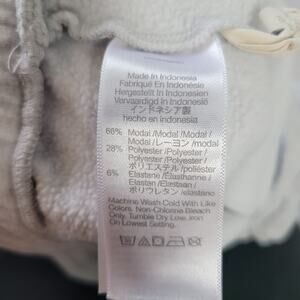 Made In Indonesia
Fabriqué En Indonésie
Hergestellt In Indonesien
Vervaardigd In Indonesië
インドネシア製
hecho en indonesia
68% Modal /Modal /Modal /
Modal /レーヨン /modal
28% Polyester /Polyester /
Polyester /Polyester /
ポリエステル /poliéster
6% Elastane /Elasthanne /
Elastan /Elastaan /
ポリウレタン /elastano
Machine Wash Cold With Like
Colors. Non-Chlorine Bleach
Only. Tumble Dry Low. Iron
On Lowest Setting.